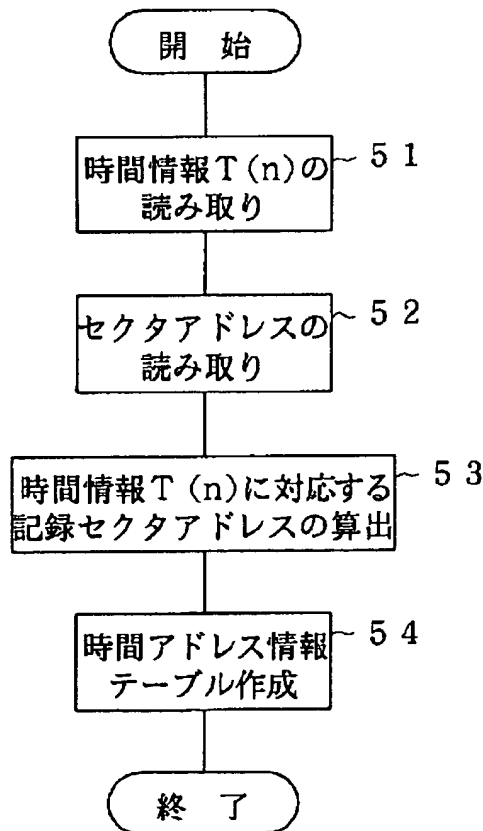 開 始
時間情報T(n)の
読み取り
51
セクタアドレスの
読み取り
52
時間情報T(n)に対応する
記録セクタアドレスの算出
53
時間アドレス情報
テーブル作成
54
終 了